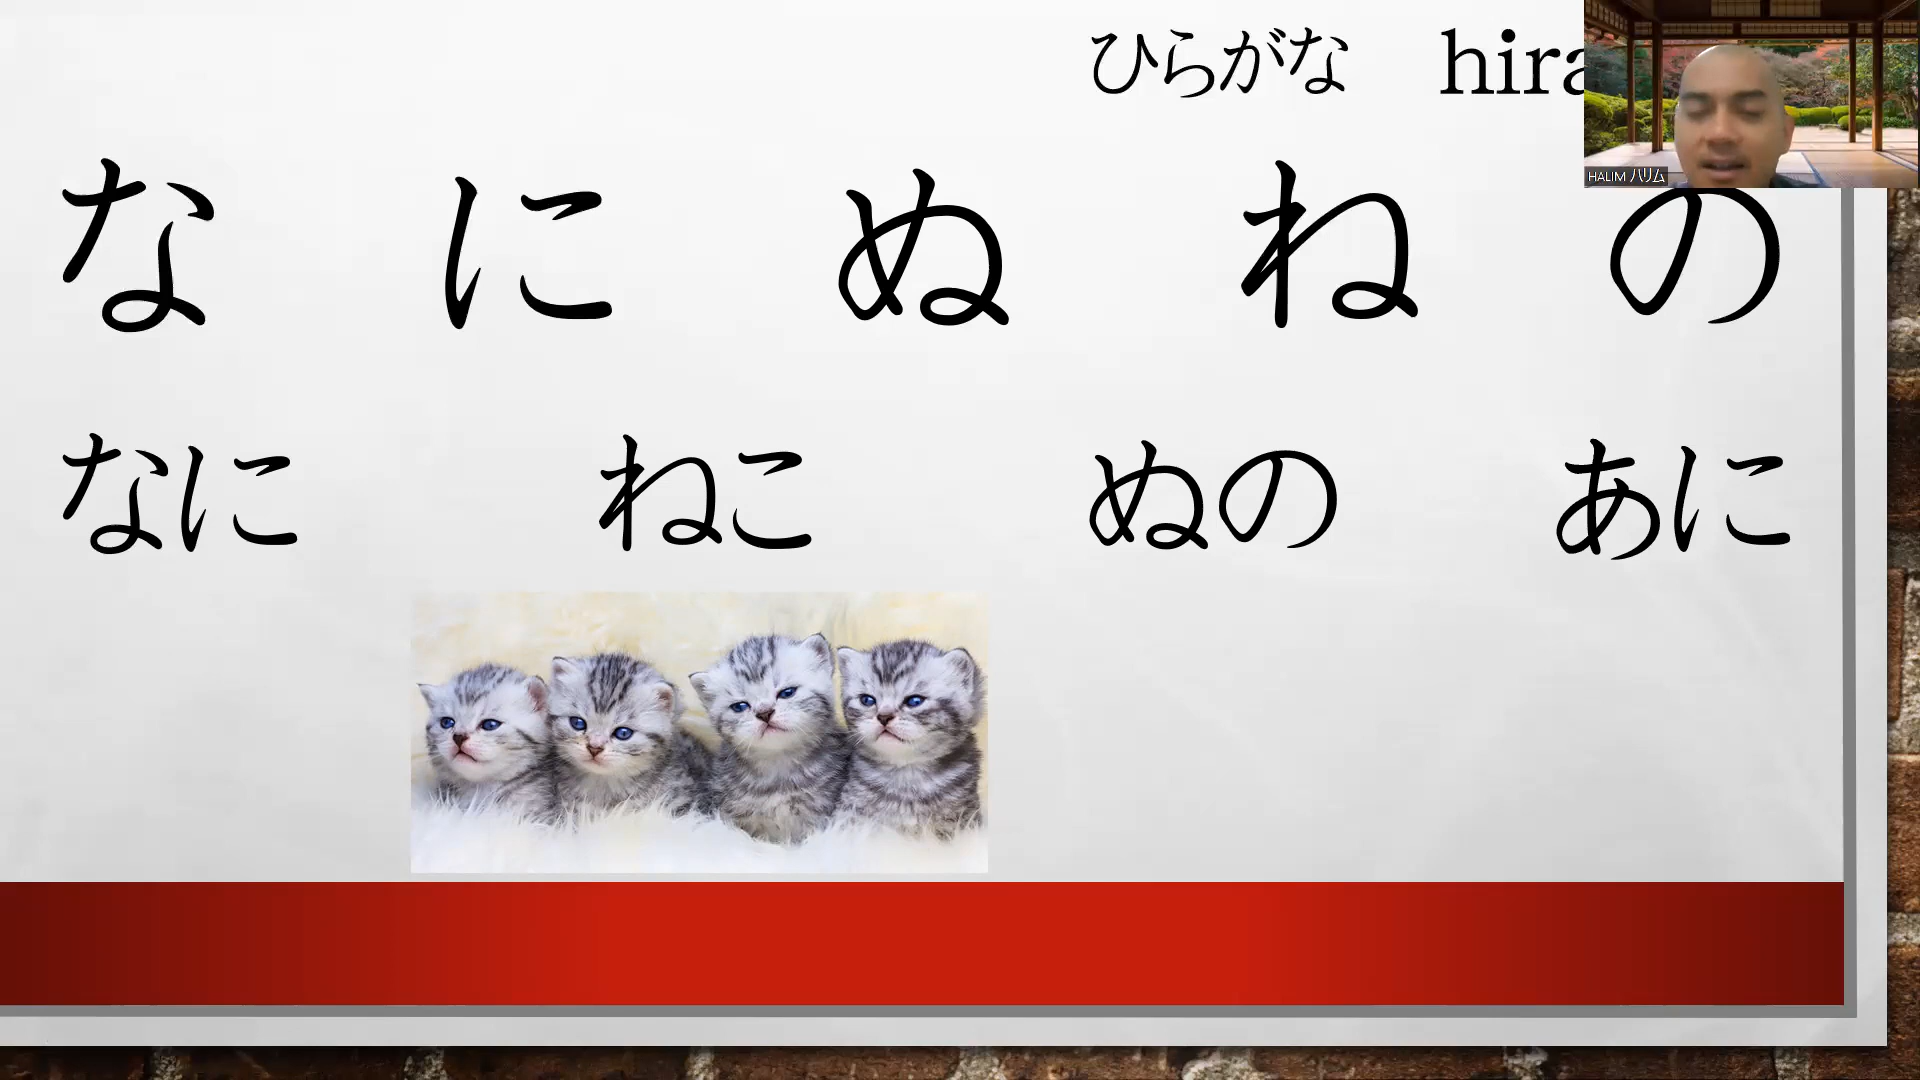 ひらがな hira
HALIM ハリム
な に ぬ ね の
なに ねこ ぬの あに